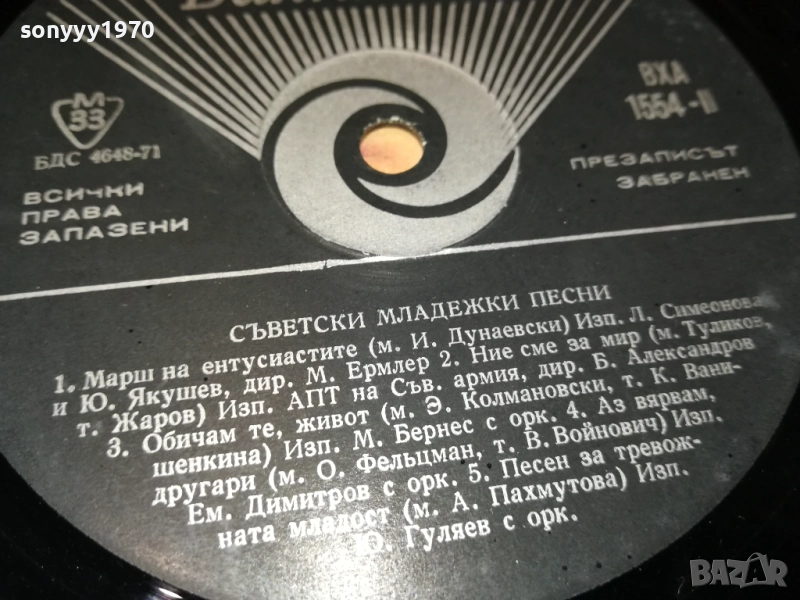 sonyyy1970
М
33
БДС 4648-71
ВСИЧКИ
ПРАВА
ЗАПАЗЕНИ
ВХА
1554-II
ПРЕЗАПИСЪТ
ЗАБРАНЕН
СЪВЕТСКИ МЛАДЕЖКИ ПЕСНИ
1. Марш на ентусиастите (м. И. Дунаевски) Изп. Л. Симеонова
и Ю. Якушев, дир. М. Ермлер 2. Ние сме за мир (м. Туликов,
т. Жаров) Изп. АПТ на Съв. армия, дир. Б. Александров
3. Обичам те, живот (м. Э. Колмановски, т. К. Вани-
шенкина) Изп. М. Бернес с орк. 4. Аз вярвам,
другари (м. О. Фельцман, т. В. Войнович) Изп.
Ем. Димитров с орк. 5. Песен за тревож-
ната младост (м. А. Пахмутова) Изп.
Ю. Гуляев с орк.
BAZAR